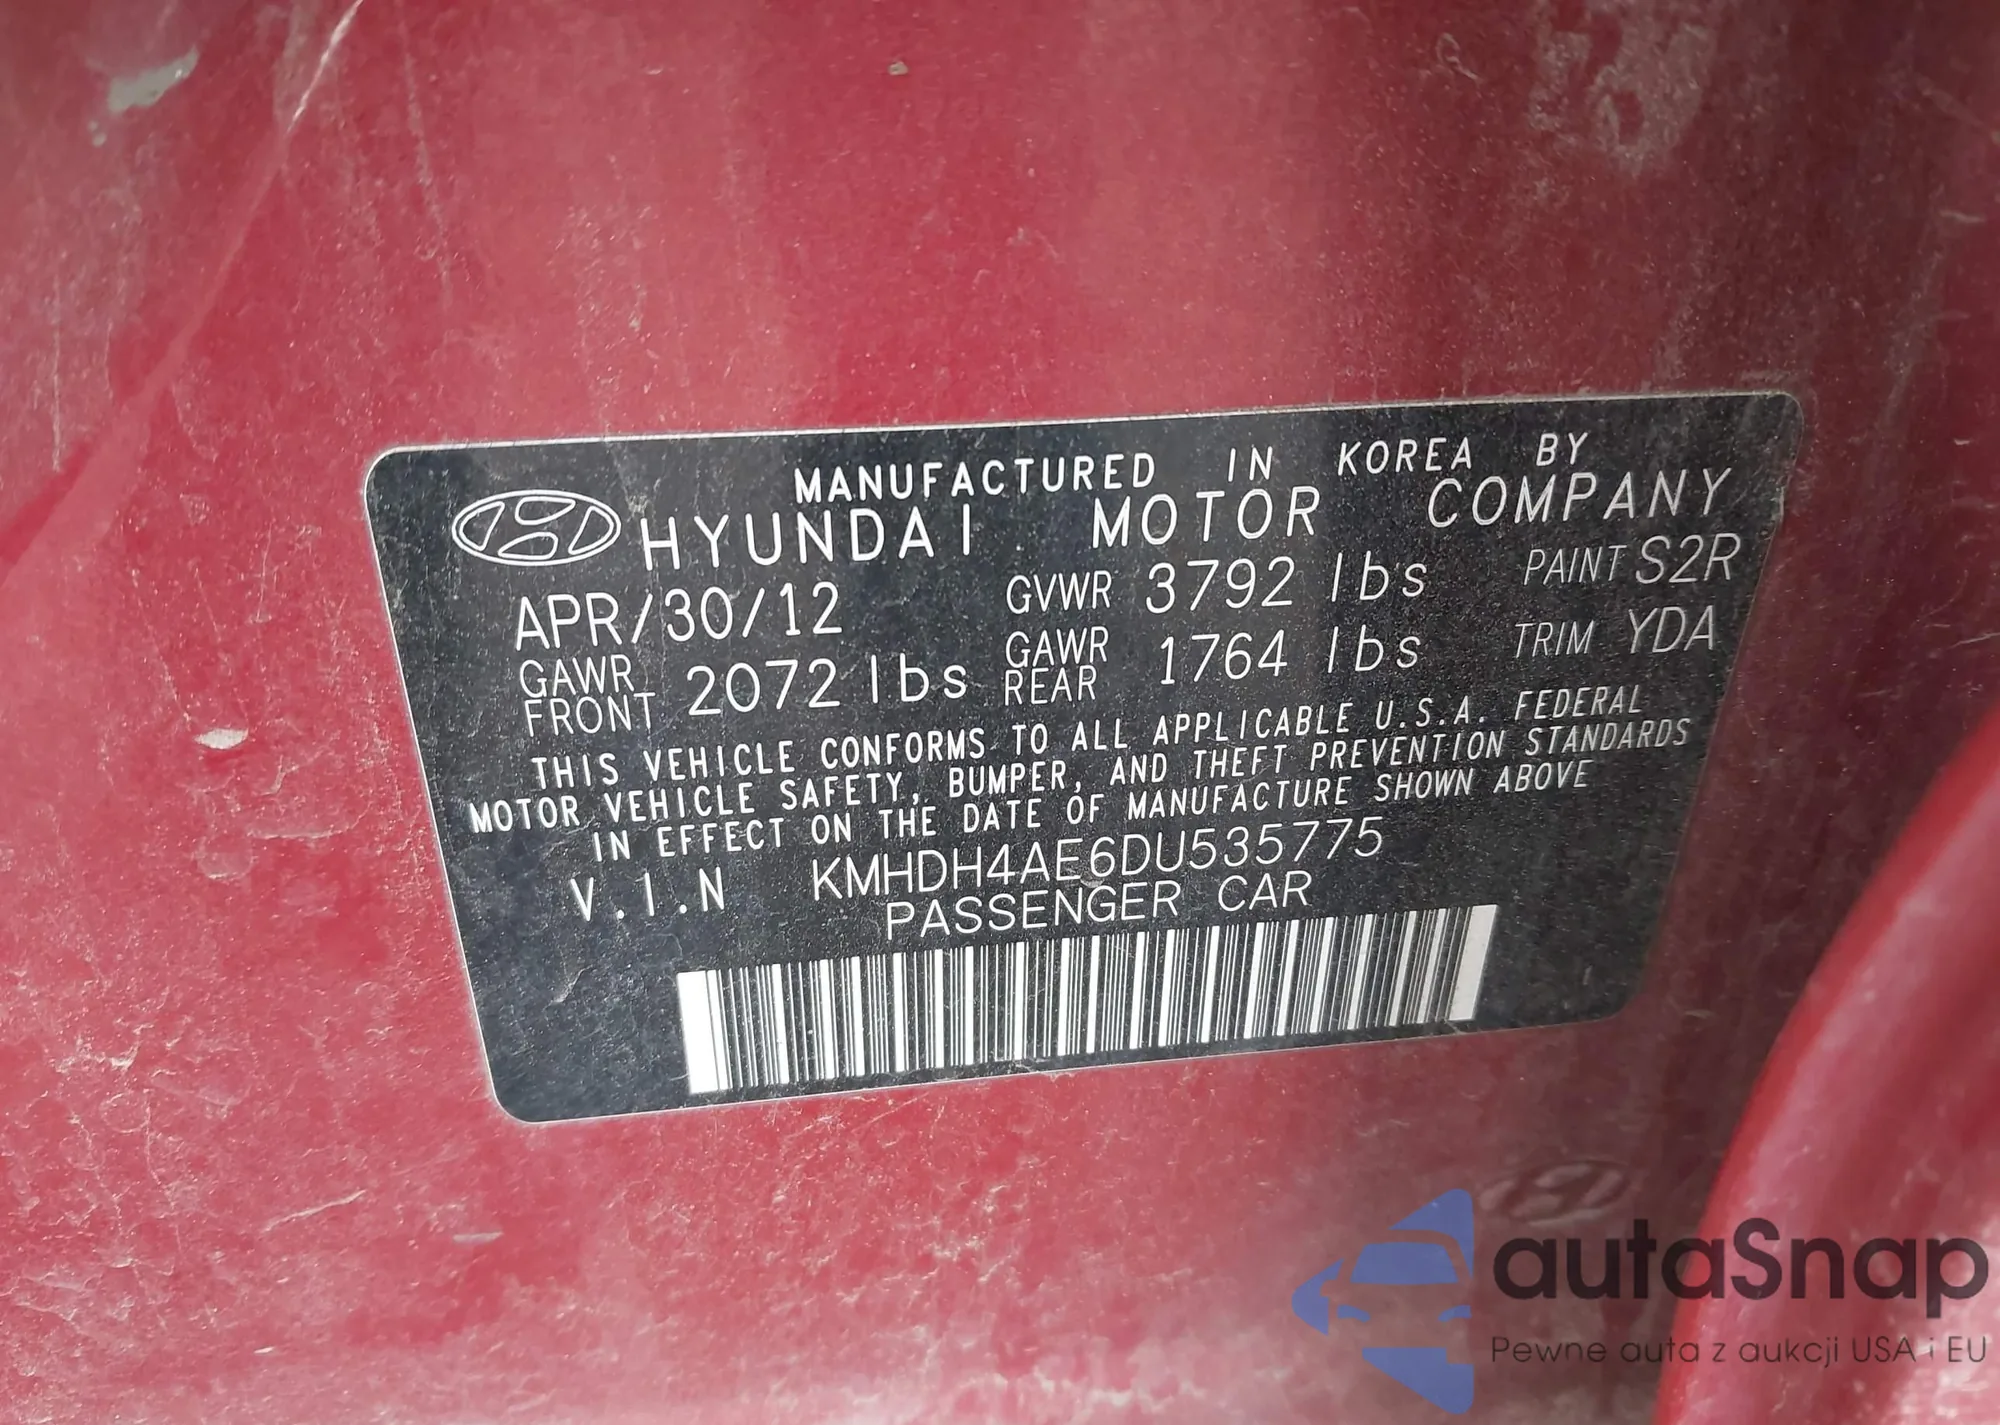 MANUFACTURED IN KOREA BY
HYUNDAI MOTOR COMPANY
APR/30/12 GVWR 3792 lbs PAINT S2R
GAWR FRONT 2072 lbs GAWR REAR 1764 lbs TRIM YDA
THIS VEHICLE CONFORMS TO ALL APPLICABLE U.S.A. FEDERAL
MOTOR VEHICLE SAFETY, BUMPER, AND THEFT PREVENTION STANDARDS
IN EFFECT ON THE DATE OF MANUFACTURE SHOWN ABOVE
V.I.N KMHDH4AE6DU535775
PASSENGER CAR
autaSnap
Pewne auta z aukcji USA i EU